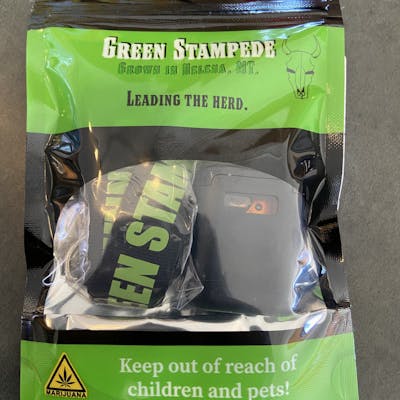 GREEN STAMPEDE
GROWN IN HELENA, MT.
LEADING THE HERD.
EEN STA
Keep out of reach of
children and pets!
MARIJUANA